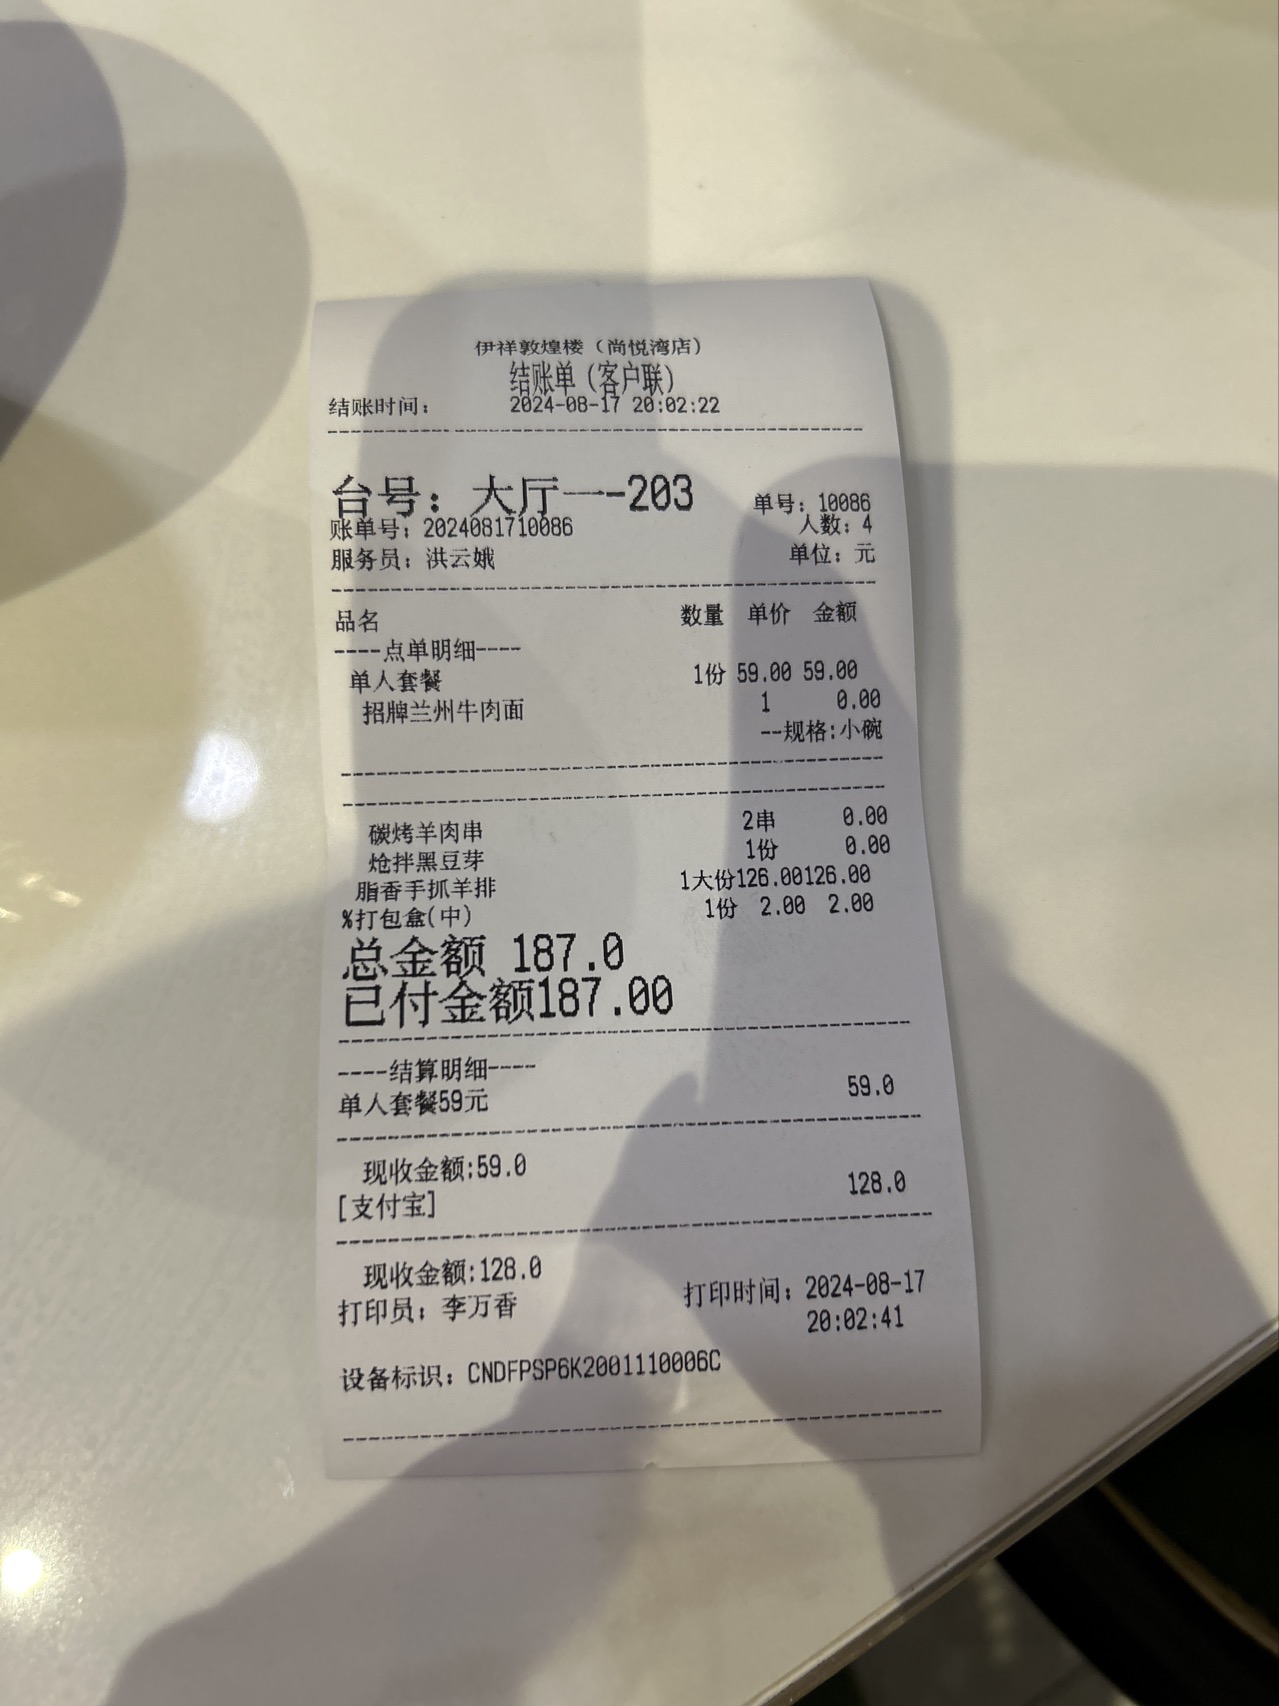 伊祥敦煌楼（尚悦湾店）
结账单（客户联）
结账时间： 2024-08-17 20:02:22
台号：大厅一-203 单号：10086
账单号：2024081710086 人数：4
服务员：洪云娥 单位：元
品名 数量 单价 金额
----点单明细----
单人套餐 1份 59.00 59.00
招牌兰州牛肉面 1 0.00
--规格:小碗
碳烤羊肉串 2串 0.00
炝拌黑豆芽 1份 0.00
脂香手抓羊排 1大份126.00126.00
%打包盒(中) 1份 2.00 2.00
总金额 187.0
已付金额187.00
----结算明细----
单人套餐59元 59.0
现收金额:59.0
[支付宝] 128.0
现收金额:128.0
打印员：李万香 打印时间：2024-08-17
20:02:41
设备标识：CNDFPSP6K2001110006C